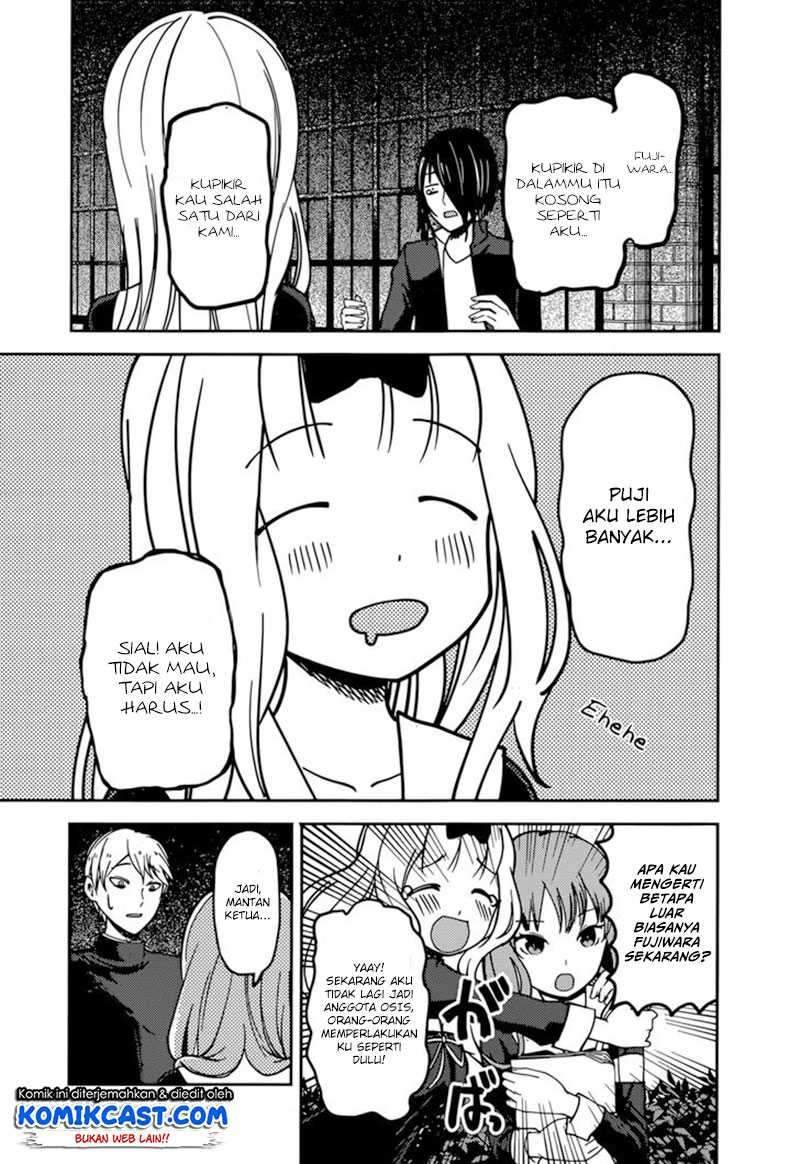 FUJI-
WARA..
KUPIKIR DI
DALAMMU ITU
KOSONG
SEPERTI
AKU...
KUPIKIR
KAU SALAH
SATU DARI
KAMI...
PUJI
AKU LEBIH
BANYAK...
SIAL! AKU
TIDAK MAU,
TAPI AKU
HARUS...!
Ehehe
APA KAU
MENGERTI
BETAPA
LUAR
BIASANYA
FUJIWARA
SEKARANG?
YAAY!
SEKARANG AKU
TIDAK LAGI JADI
ANGGOTA OSIS,
ORANG-ORANG
MEMPERLAKUKAN
KU SEPERTI
DULU!
がばっ
JADI,
MANTAN
KETUA...
Komik ini diterjemahkan & diedit oleh
KOMIKCAST.COM
BUKAN WEB LAIN!!